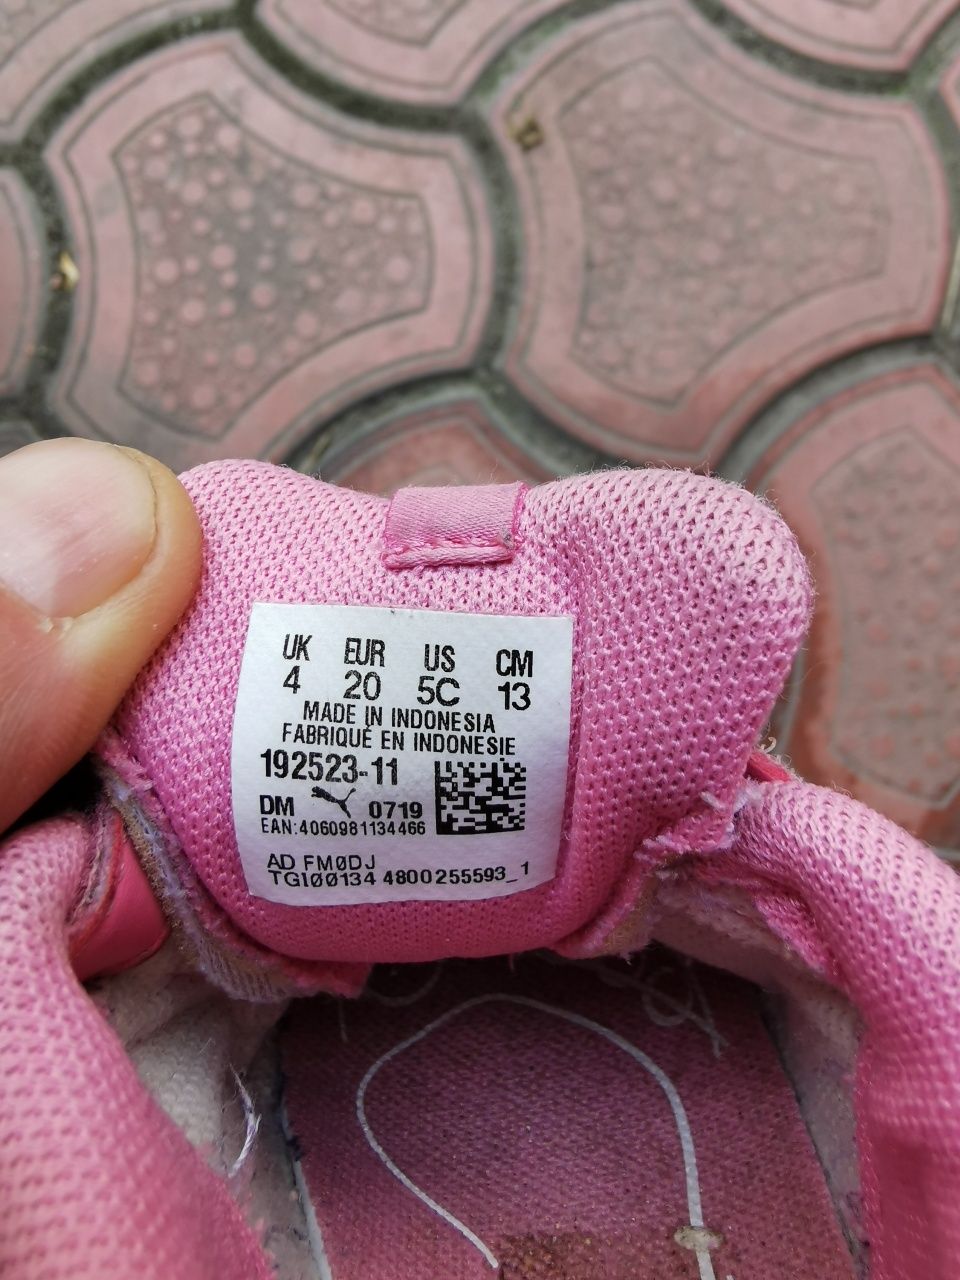 UK EUR US CM
4 20 5C 13
MADE IN INDONESIA
FABRIQUÉ EN INDONESIE
192523-11
DM 0719
EAN:4060981134466
AD FM0DJ
TGI00134 4800255593_1